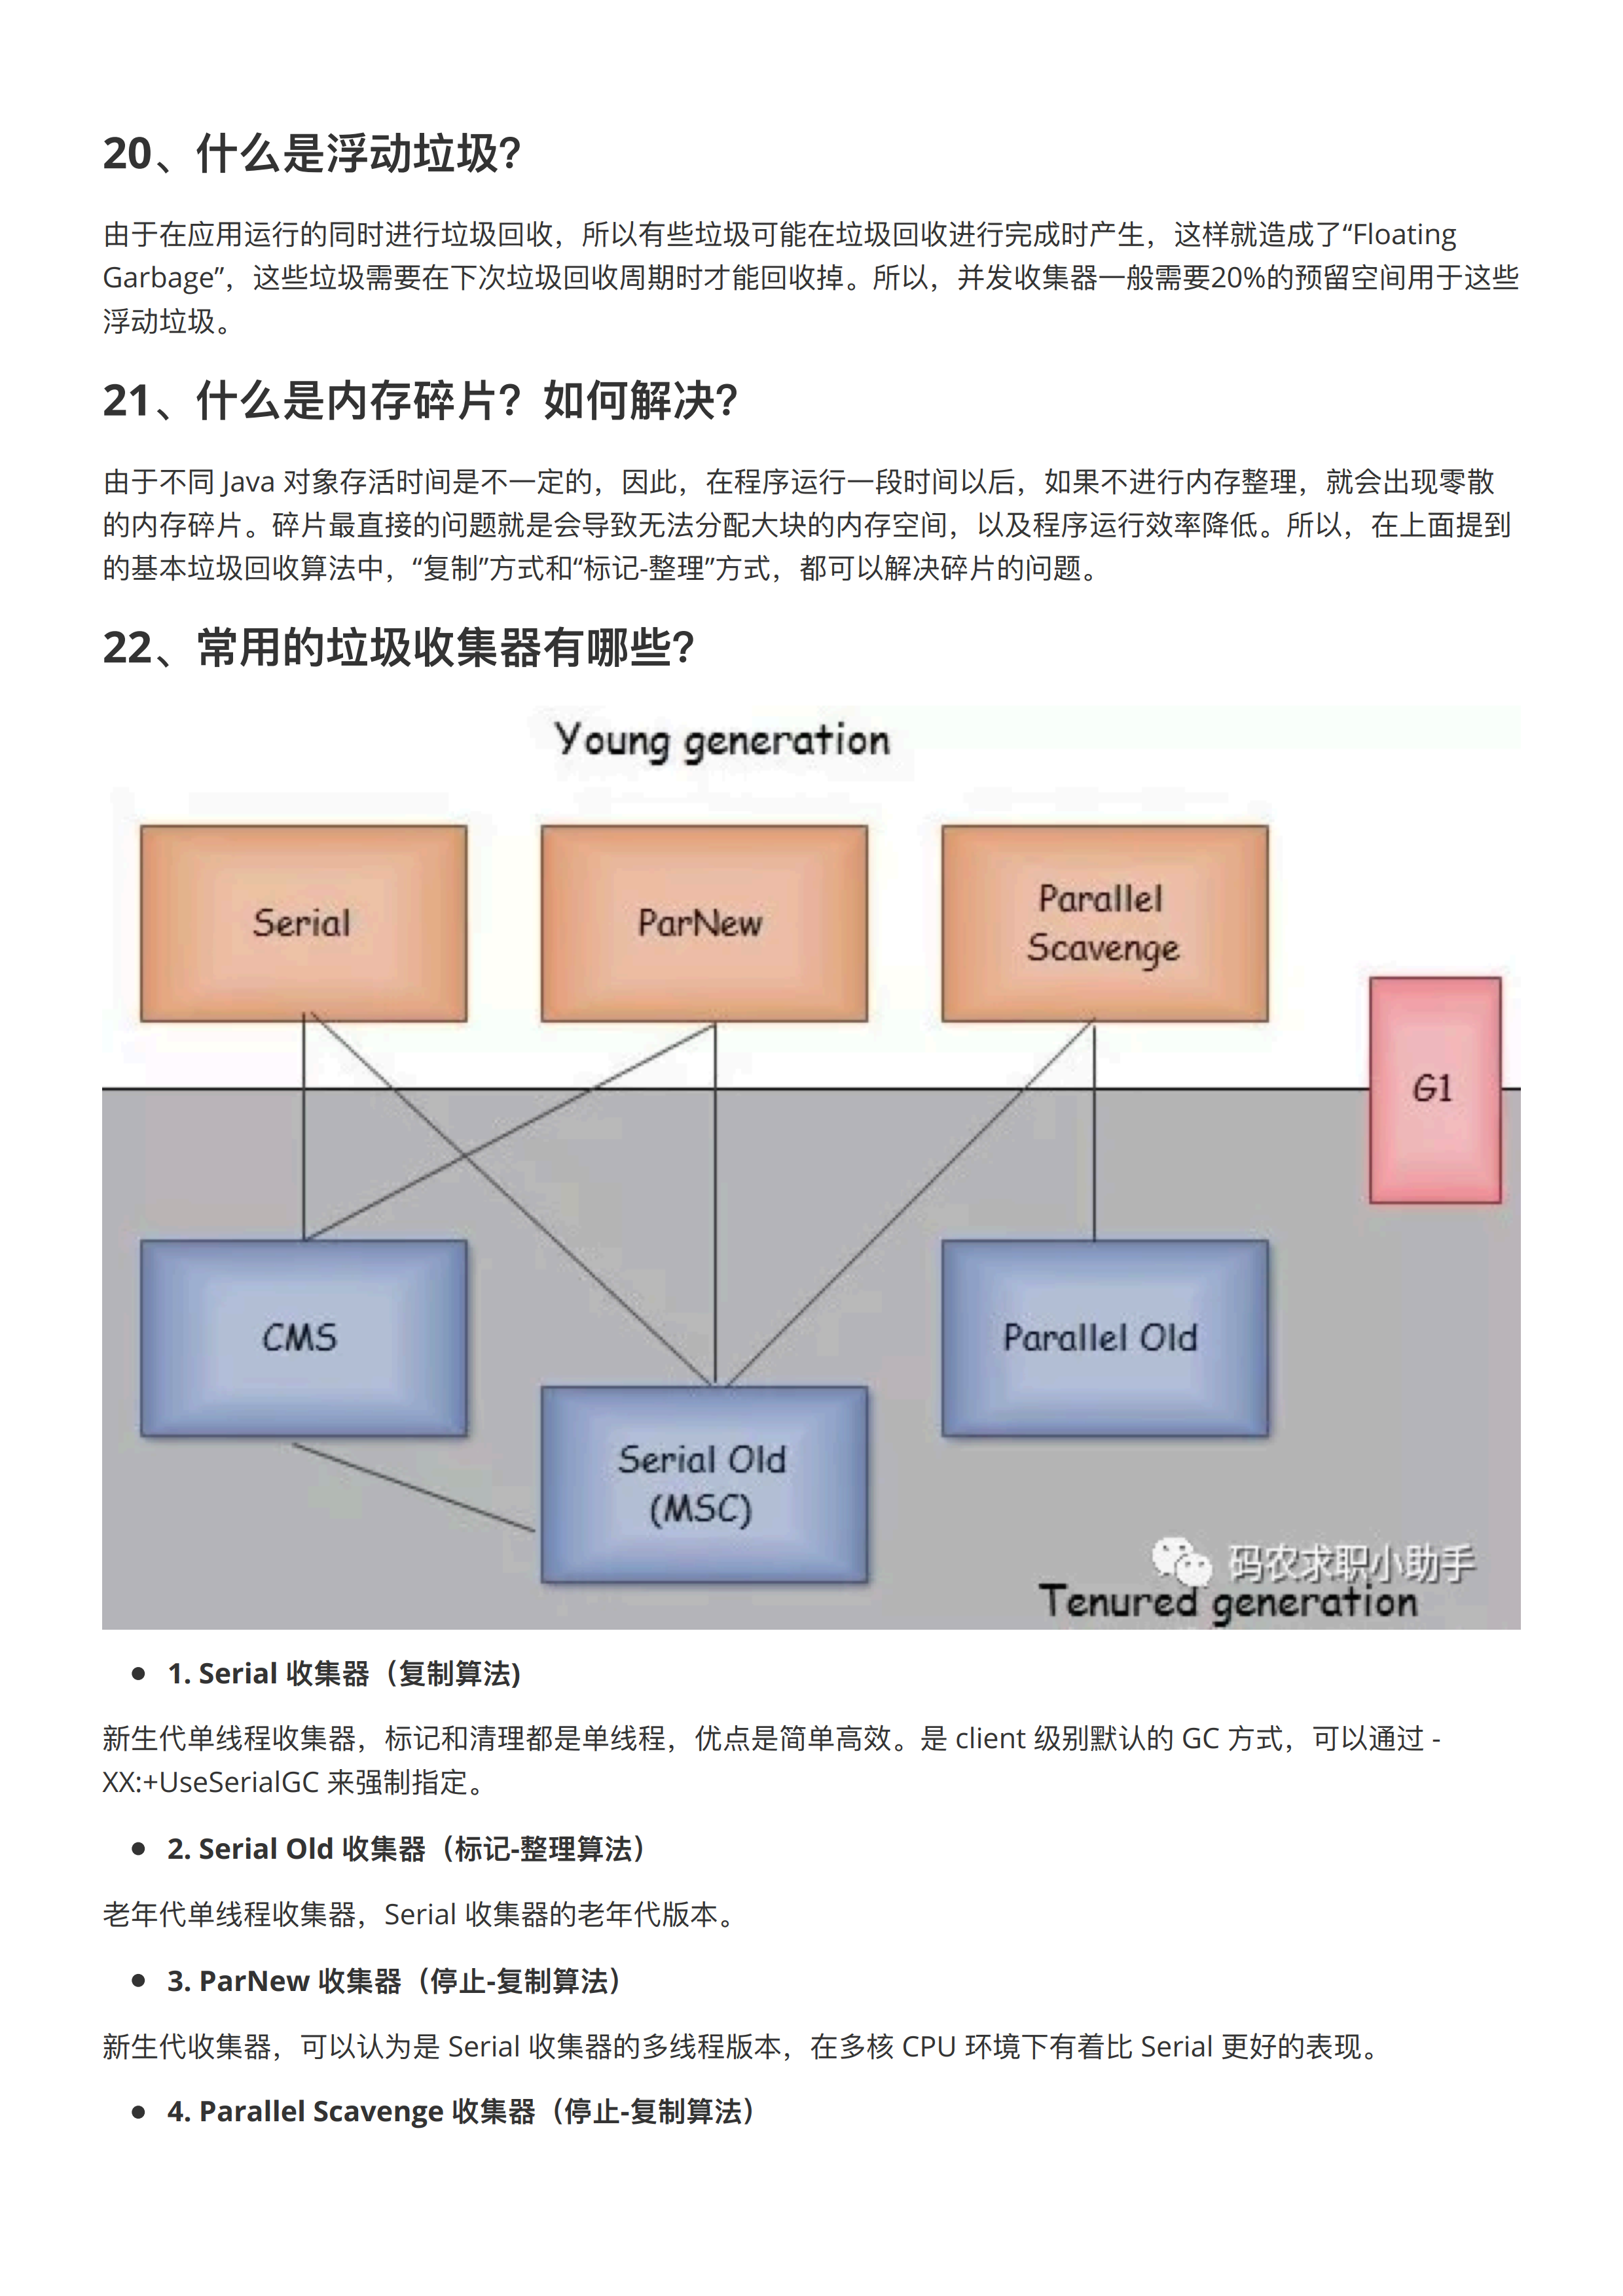 20、什么是浮动垃圾？
由于在应用运行的同时进行垃圾回收，所以有些垃圾可能在垃圾回收进行完成时产生，这样就造成了“Floating
Garbage”，这些垃圾需要在下次垃圾回收周期时才能回收掉。所以，并发收集器一般需要20%的预留空间用于这些
浮动垃圾。
21、什么是内存碎片？如何解决？
由于不同 Java 对象存活时间是不一定的，因此，在程序运行一段时间以后，如果不进行内存整理，就会出现零散
的内存碎片。碎片最直接的问题就是会导致无法分配大块的内存空间，以及程序运行效率降低。所以，在上面提到
的基本垃圾回收算法中，“复制”方式和“标记-整理”方式，都可以解决碎片的问题。
22、常用的垃圾收集器有哪些？
Young generation
Serial
ParNew
Parallel
Scavenge
G1
CMS
Parallel Old
Serial Old
(MSC)
码农求职小助手
Tenured generation
1. Serial 收集器（复制算法)
新生代单线程收集器，标记和清理都是单线程，优点是简单高效。是 client 级别默认的 GC 方式，可以通过 -
XX:+UseSerialGC 来强制指定。
2. Serial Old 收集器（标记-整理算法）
老年代单线程收集器，Serial 收集器的老年代版本。
3. ParNew 收集器（停止-复制算法）
新生代收集器，可以认为是 Serial 收集器的多线程版本，在多核 CPU 环境下有着比 Serial 更好的表现。
4. Parallel Scavenge 收集器（停止-复制算法）